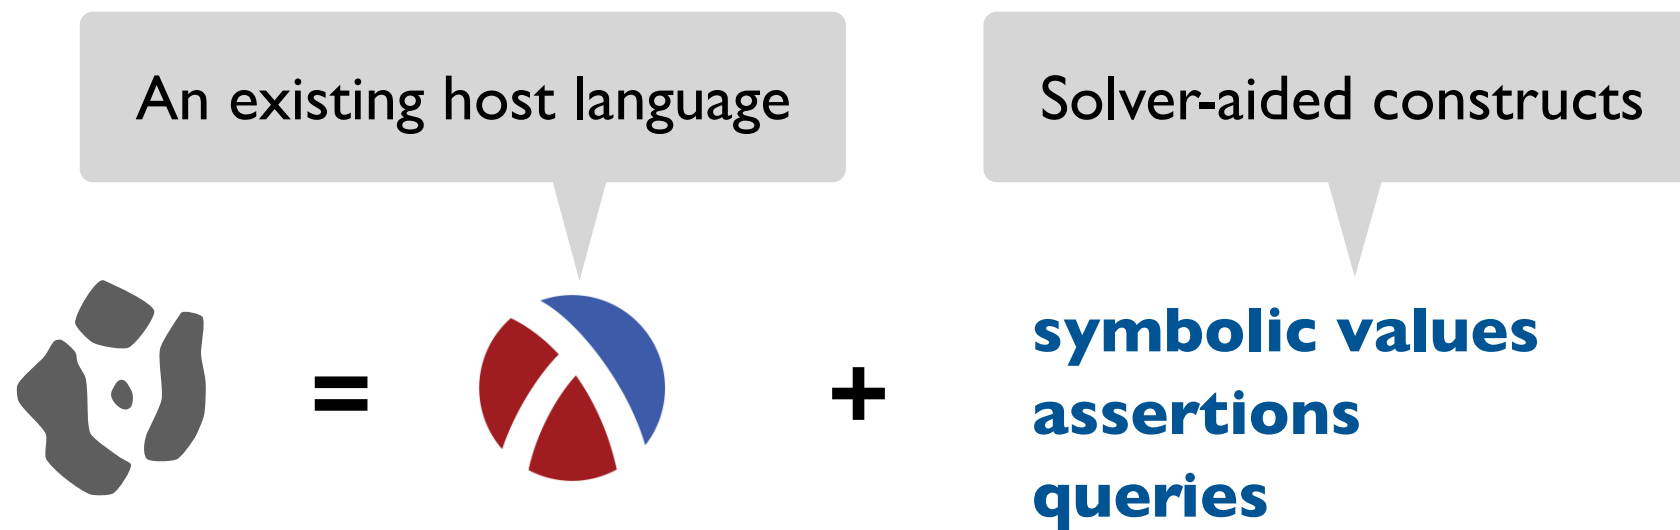 An existing host language
Solver-aided constructs
=
+
symbolic values
assertions
queries